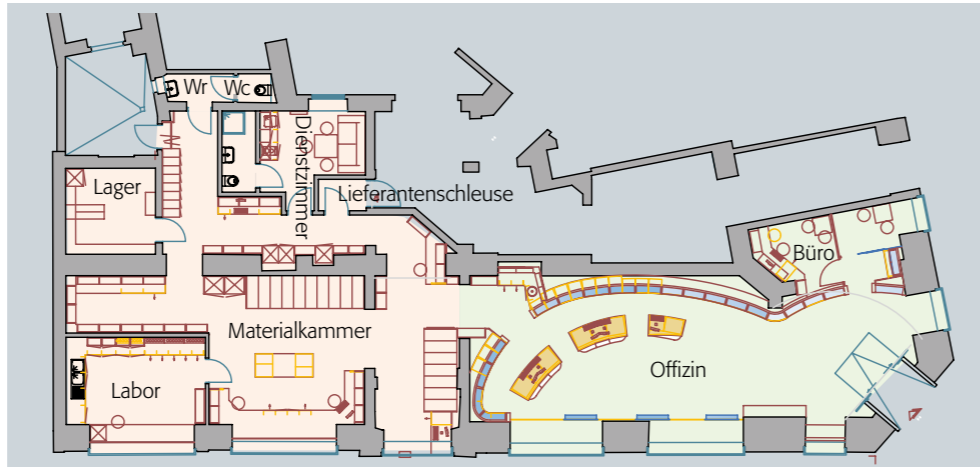 Wr
Wc
Dienstzimmer
Lager
Lieferantenschleuse
Büro
Materialkammer
Offizin
Labor